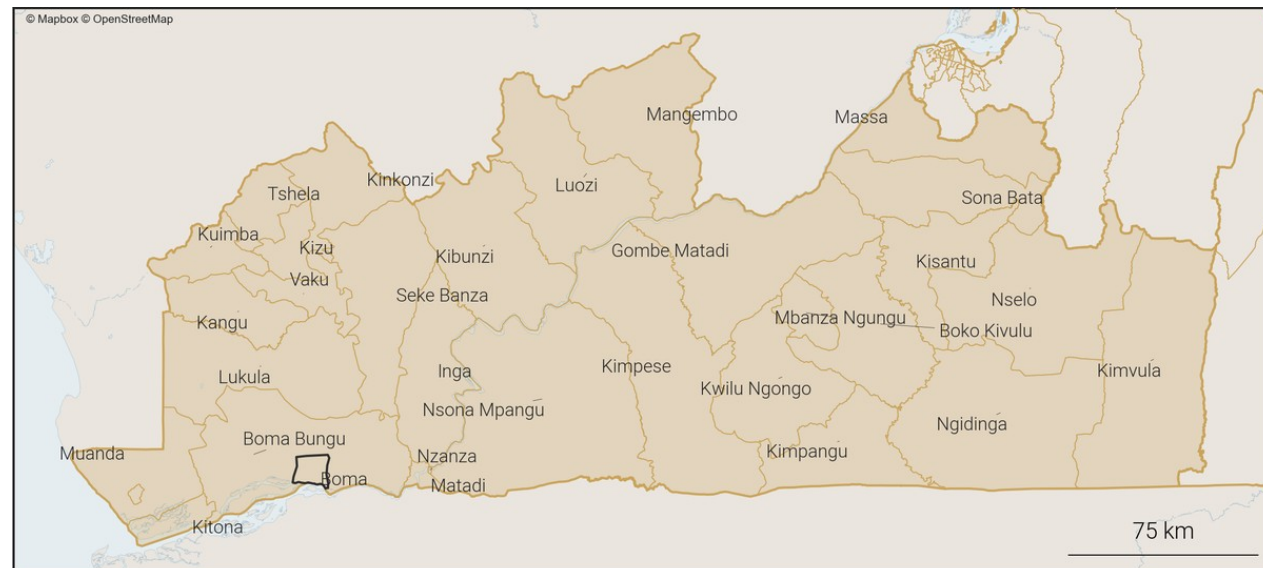 © Mapbox © OpenStreetMap
Mangembo
Massa
Kinkonzi
Luozi
Tshela
Sona Bata
Kuimba
Kizu
Gombe Matadi
Kibunzi
Kisantu
Vaku
Seke Banza
Nselo
Kangu
Mbanza Ngungu
Boko Kivulu
Inga
Kimpese
Kimvula
Lukula
Kwilu Ngongo
Nsona Mpangu
Ngidinga
Boma Bungu
Kimpangu
Muanda
Nzanza
Boma
Matadi
Kitona
75 km